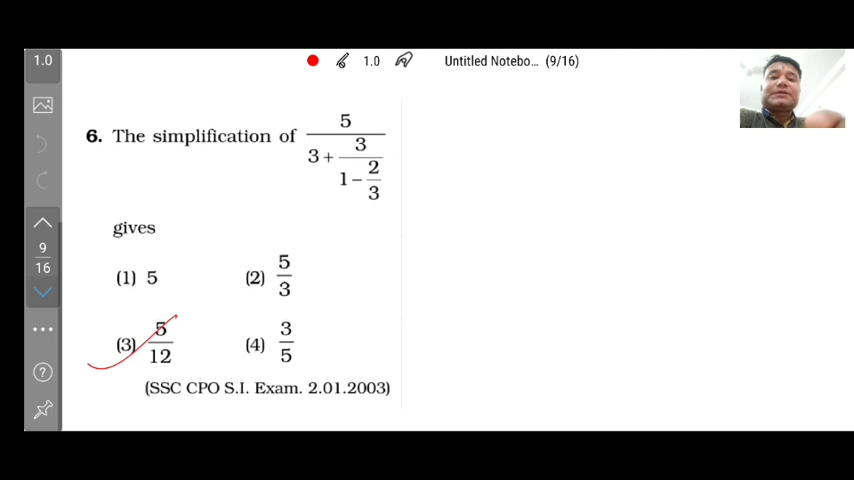 1.0
1.0 Untitled Notebo... (9/16)
6. The simplification of 5 / (3 + 3 / (1 – 2/3))
gives
(1) 5 (2) 5/3
(3) 5/12 (4) 3/5
(SSC CPO S.I. Exam. 2.01.2003)
9
16